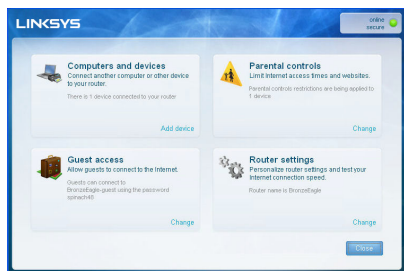 LINKSYS
online
secure
Computers and devices
Connect another computer or other device
to your router.
There is 1 device connected to your router
Add device
Parental controls
Limit Internet access times and websites.
Parental controls restrictions are being applied to
1 device
Change
Guest access
Allow guests to connect to the Internet.
Guests can connect to
BronzeEagle-guest using the password
spinach48
Change
Router settings
Personalize router settings and test your
Internet connection speed.
Router name is BronzeEagle
Change
Close